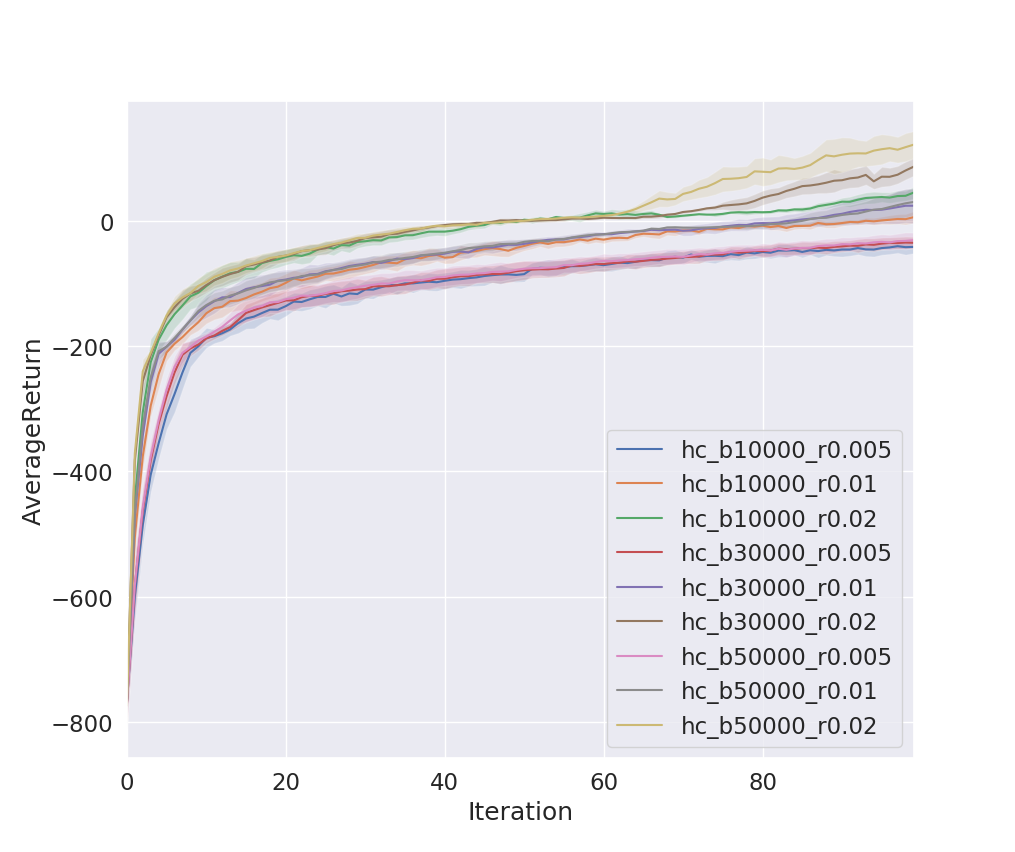 0
−200
−400
−600
−800
AverageReturn
0
20
40
60
80
Iteration
hc_b10000_r0.005
hc_b10000_r0.01
hc_b10000_r0.02
hc_b30000_r0.005
hc_b30000_r0.01
hc_b30000_r0.02
hc_b50000_r0.005
hc_b50000_r0.01
hc_b50000_r0.02